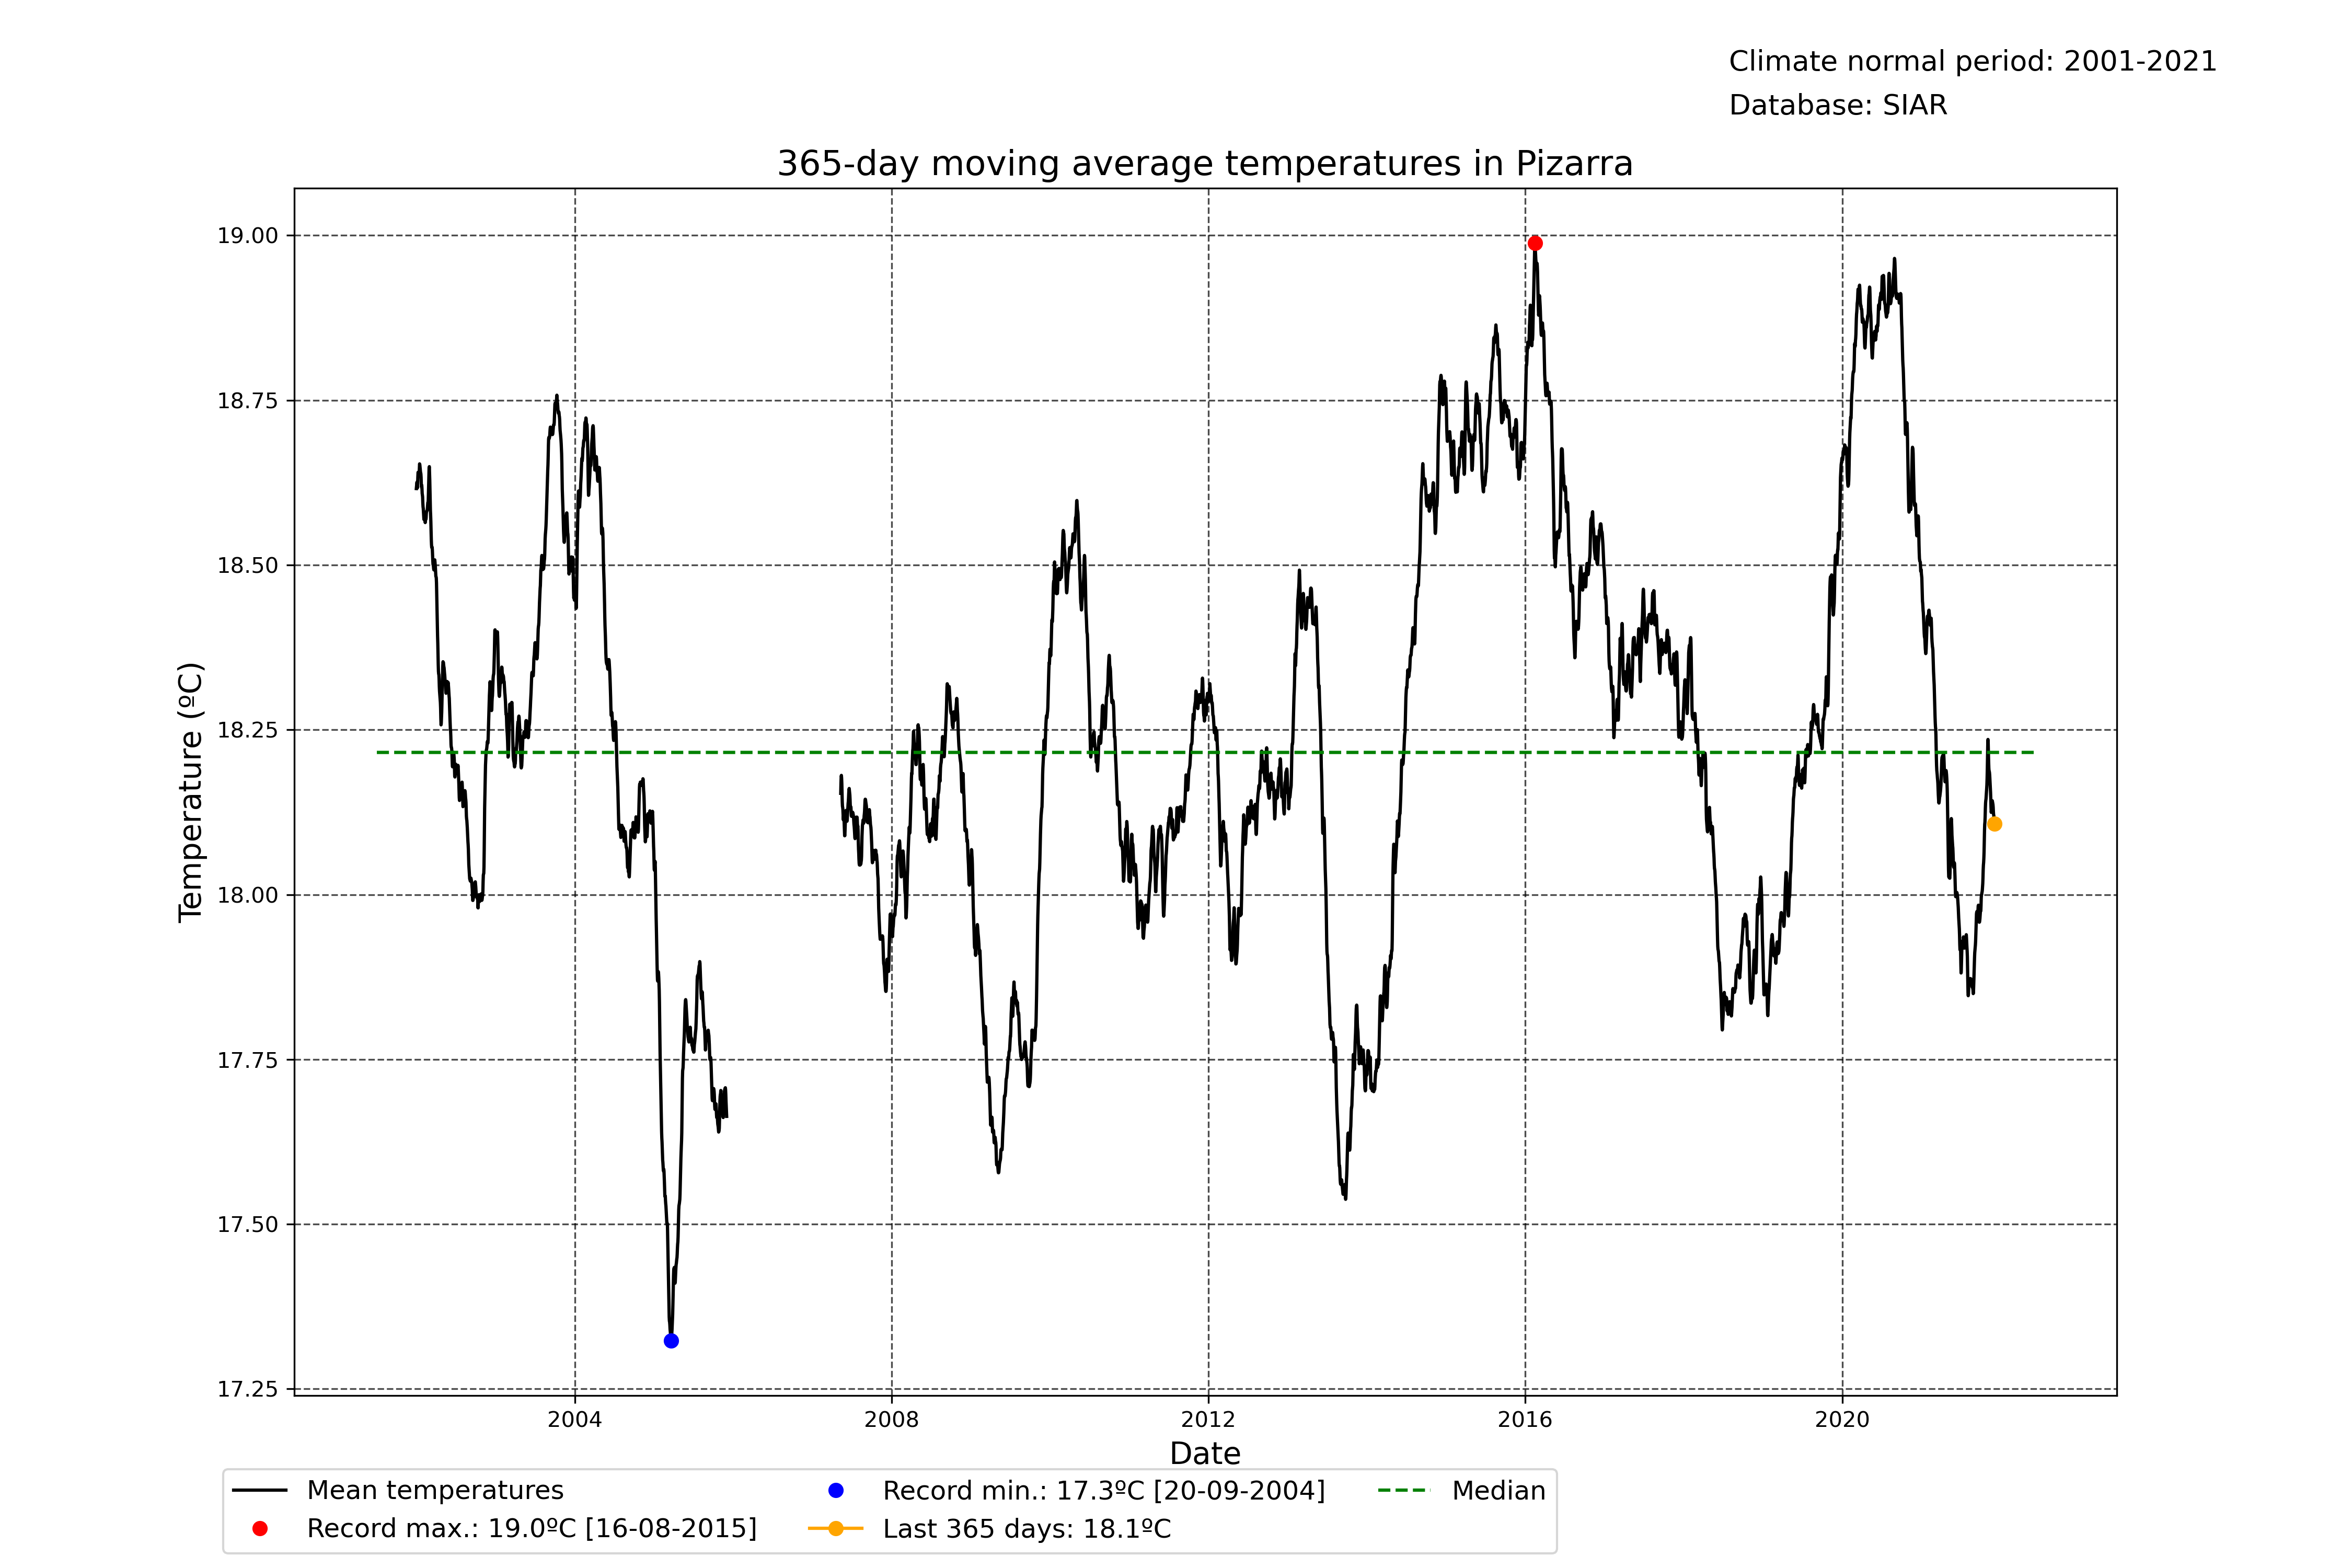 Climate normal period: 2001-2021
Database: SIAR
365-day moving average temperatures in Pizarra
Temperature (ºC)
19.00
18.75
18.50
18.25
18.00
17.75
17.50
17.25
2004 2008 2012 2016 2020
Date
Mean temperatures
Record max.: 19.0ºC [16-08-2015]
Record min.: 17.3ºC [20-09-2004]
Last 365 days: 18.1ºC
Median